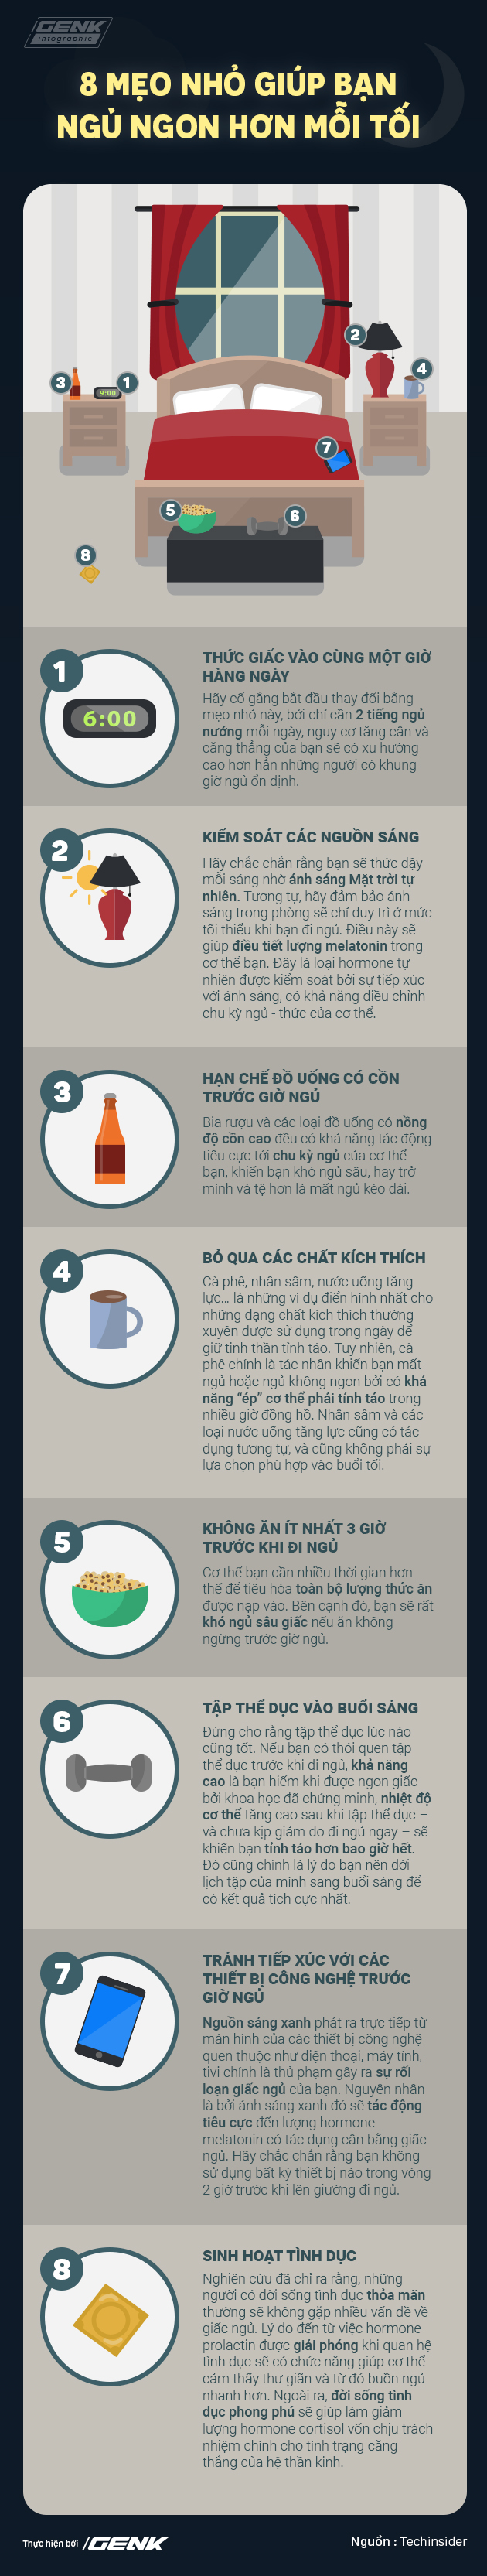 GENK
infographic
8 MẸO NHỎ GIÚP BẠN
NGỦ NGON HƠN MỖI TỐI
2
4
3
9:00
1
7
5
6
8
1
6:00
THỨC GIẤC VÀO CÙNG MỘT GIỜ
HÀNG NGÀY
Hãy cố gắng bắt đầu thay đổi bằng
mẹo nhỏ này, bởi chỉ cần 2 tiếng ngủ
nướng mỗi ngày, nguy cơ tăng cân và
căng thẳng của bạn sẽ có xu hướng
cao hơn hẳn những người có khung
giờ ngủ ổn định.
2
KIỂM SOÁT CÁC NGUỒN SÁNG
Hãy chắc chắn rằng bạn sẽ thức dậy
mỗi sáng nhờ ánh sáng Mặt trời tự
nhiên. Tương tự, hãy đảm bảo ánh
sáng trong phòng sẽ chỉ duy trì ở mức
tối thiểu khi bạn đi ngủ. Điều này sẽ
giúp điều tiết lượng melatonin trong
cơ thể bạn. Đây là loại hormone tự
nhiên được kiểm soát bởi sự tiếp xúc
với ánh sáng, có khả năng điều chỉnh
chu kỳ ngủ - thức của cơ thể.
3
HẠN CHẾ ĐỒ UỐNG CÓ CỒN
TRƯỚC GIỜ NGỦ
Bia rượu và các loại đồ uống có nồng
độ cồn cao đều có khả năng tác động
tiêu cực tới chu kỳ ngủ của cơ thể
bạn, khiến bạn khó ngủ sâu, hay trở
mình và tệ hơn là mất ngủ kéo dài.
4
BỎ QUA CÁC CHẤT KÍCH THÍCH
Cà phê, nhân sâm, nước uống tăng
lực... là những ví dụ điển hình nhất cho
những dạng chất kích thích thường
xuyên được sử dụng trong ngày để
giữ tinh thần tỉnh táo. Tuy nhiên, cà
phê chính là tác nhân khiến bạn mất
ngủ hoặc ngủ không ngon bởi có khả
năng “ép” cơ thể phải tỉnh táo trong
nhiều giờ đồng hồ. Nhân sâm và các
loại nước uống tăng lực cũng có tác
dụng tương tự, và cũng không phải sự
lựa chọn phù hợp vào buổi tối.
5
KHÔNG ĂN ÍT NHẤT 3 GIỜ
TRƯỚC KHI ĐI NGỦ
Cơ thể bạn cần nhiều thời gian hơn
thế để tiêu hóa toàn bộ lượng thức ăn
được nạp vào. Bên cạnh đó, bạn sẽ rất
khó ngủ sâu giấc nếu ăn không
ngừng trước giờ ngủ.
6
TẬP THỂ DỤC VÀO BUỔI SÁNG
Đừng cho rằng tập thể dục lúc nào
cũng tốt. Nếu bạn có thói quen tập
thể dục trước khi đi ngủ, khả năng
cao là bạn hiếm khi được ngon giấc
bởi khoa học đã chứng minh, nhiệt độ
cơ thể tăng cao sau khi tập thể dục –
và chưa kịp giảm do đi ngủ ngay – sẽ
khiến bạn tỉnh táo hơn bao giờ hết.
Đó cũng chính là lý do bạn nên dời
lịch tập của mình sang buổi sáng để
có kết quả tích cực nhất.
7
TRÁNH TIẾP XÚC VỚI CÁC
THIẾT BỊ CÔNG NGHỆ TRƯỚC
GIỜ NGỦ
Nguồn sáng xanh phát ra trực tiếp từ
màn hình của các thiết bị công nghệ
quen thuộc như điện thoại, máy tính,
tivi chính là thủ phạm gây ra sự rối
loạn giấc ngủ của bạn. Nguyên nhân
là bởi ánh sáng xanh đó sẽ tác động
tiêu cực đến lượng hormone
melatonin có tác dụng cân bằng giấc
ngủ. Hãy chắc chắn rằng bạn không
sử dụng bất kỳ thiết bị nào trong vòng
2 giờ trước khi lên giường đi ngủ.
8
SINH HOẠT TÌNH DỤC
Nghiên cứu đã chỉ ra rằng, những
người có đời sống tình dục thỏa mãn
thường sẽ không gặp nhiều vấn đề về
giấc ngủ. Lý do đến từ việc hormone
prolactin được giải phóng khi quan hệ
tình dục sẽ có chức năng giúp cơ thể
cảm thấy thư giãn và từ đó buồn ngủ
nhanh hơn. Ngoài ra, đời sống tình
dục phong phú sẽ giúp làm giảm
lượng hormone cortisol vốn chịu trách
nhiệm chính cho tình trạng căng
thẳng của hệ thần kinh.
Thực hiện bởi /GENK
Nguồn : Techinsider